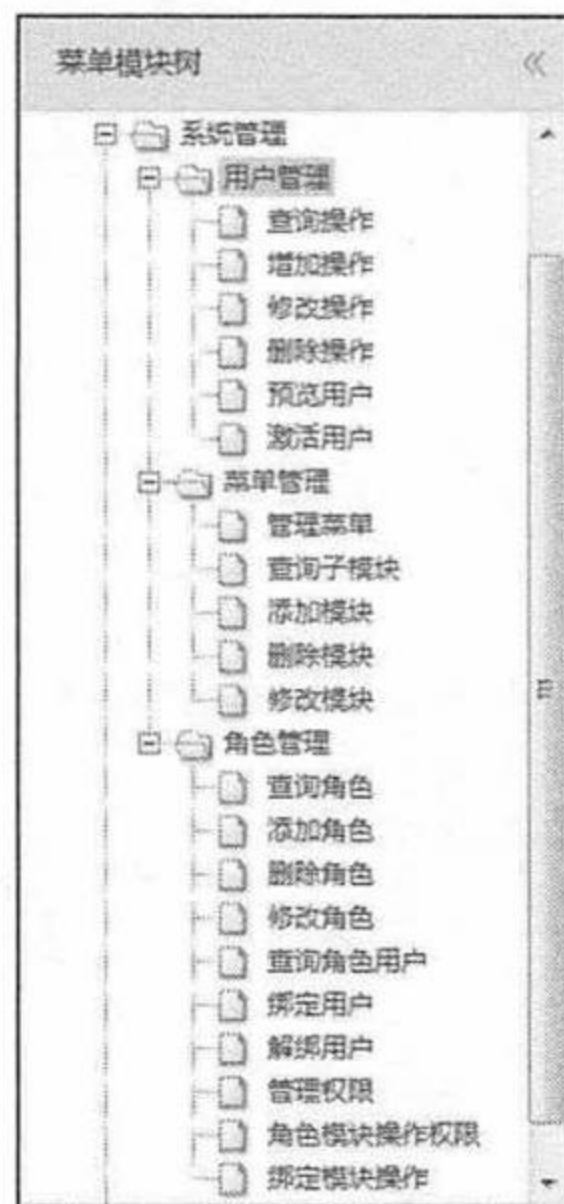 菜单模块树
系统管理
用户管理
查询操作
增加操作
修改操作
删除操作
预览用户
激活用户
菜单管理
管理菜单
查询子模块
添加模块
删除模块
修改模块
角色管理
查询角色
添加角色
删除角色
修改角色
查询角色用户
绑定用户
解绑用户
管理权限
角色模块操作权限
绑定模块操作